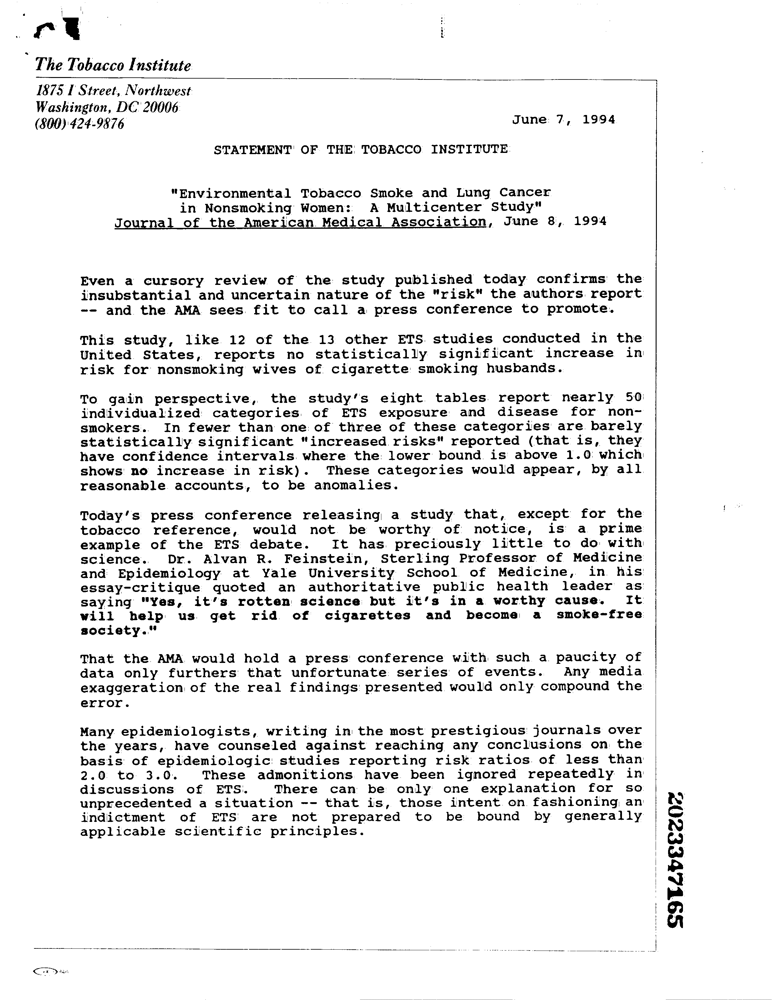 The Tobacco Institute
1875 I Street, Northwest
Washington, DC 20006
(800) 424-9876
June 7, 1994
STATEMENT OF THE TOBACCO INSTITUTE
"Environmental Tobacco Smoke and Lung Cancer
in Nonsmoking Women: A Multicenter Study"
Journal of the American Medical Association, June 8, 1994
Even a cursory review of the study published today confirms the
insubstantial and uncertain nature of the "risk" the authors report
-- and the AMA sees fit to call a press conference to promote.
This study, like 12 of the 13 other ETS studies conducted in the
United States, reports no statistically significant increase in
risk for nonsmoking wives of cigarette smoking husbands.
To gain perspective, the study's eight tables report nearly 50
individualized categories of ETS exposure and disease for non-
smokers. In fewer than one of three of these categories are barely
statistically significant "increased risks" reported (that is, they
have confidence intervals where the lower bound is above 1.0 which
shows no increase in risk). These categories would appear, by all
reasonable accounts, to be anomalies.
Today's press conference releasing a study that, except for the
tobacco reference, would not be worthy of notice, is a prime
example of the ETS debate. It has preciously little to do with
science. Dr. Alvan R. Feinstein, Sterling Professor of Medicine
and Epidemiology at Yale University School of Medicine, in his
essay-critique quoted an authoritative public health leader as
saying "Yes, it's rotten science but it's in a worthy cause. It
will help us get rid of cigarettes and become a smoke-free
society."
That the AMA would hold a press conference with such a paucity of
data only furthers that unfortunate series of events. Any media
exaggeration of the real findings presented would only compound the
error.
Many epidemiologists, writing in the most prestigious journals over
the years, have counseled against reaching any conclusions on the
basis of epidemiologic studies reporting risk ratios of less than
2.0 to 3.0. These admonitions have been ignored repeatedly in
discussions of ETS. There can be only one explanation for so
unprecedented a situation -- that is, those intent on fashioning an
indictment of ETS are not prepared to be bound by generally
applicable scientific principles.
2023347165